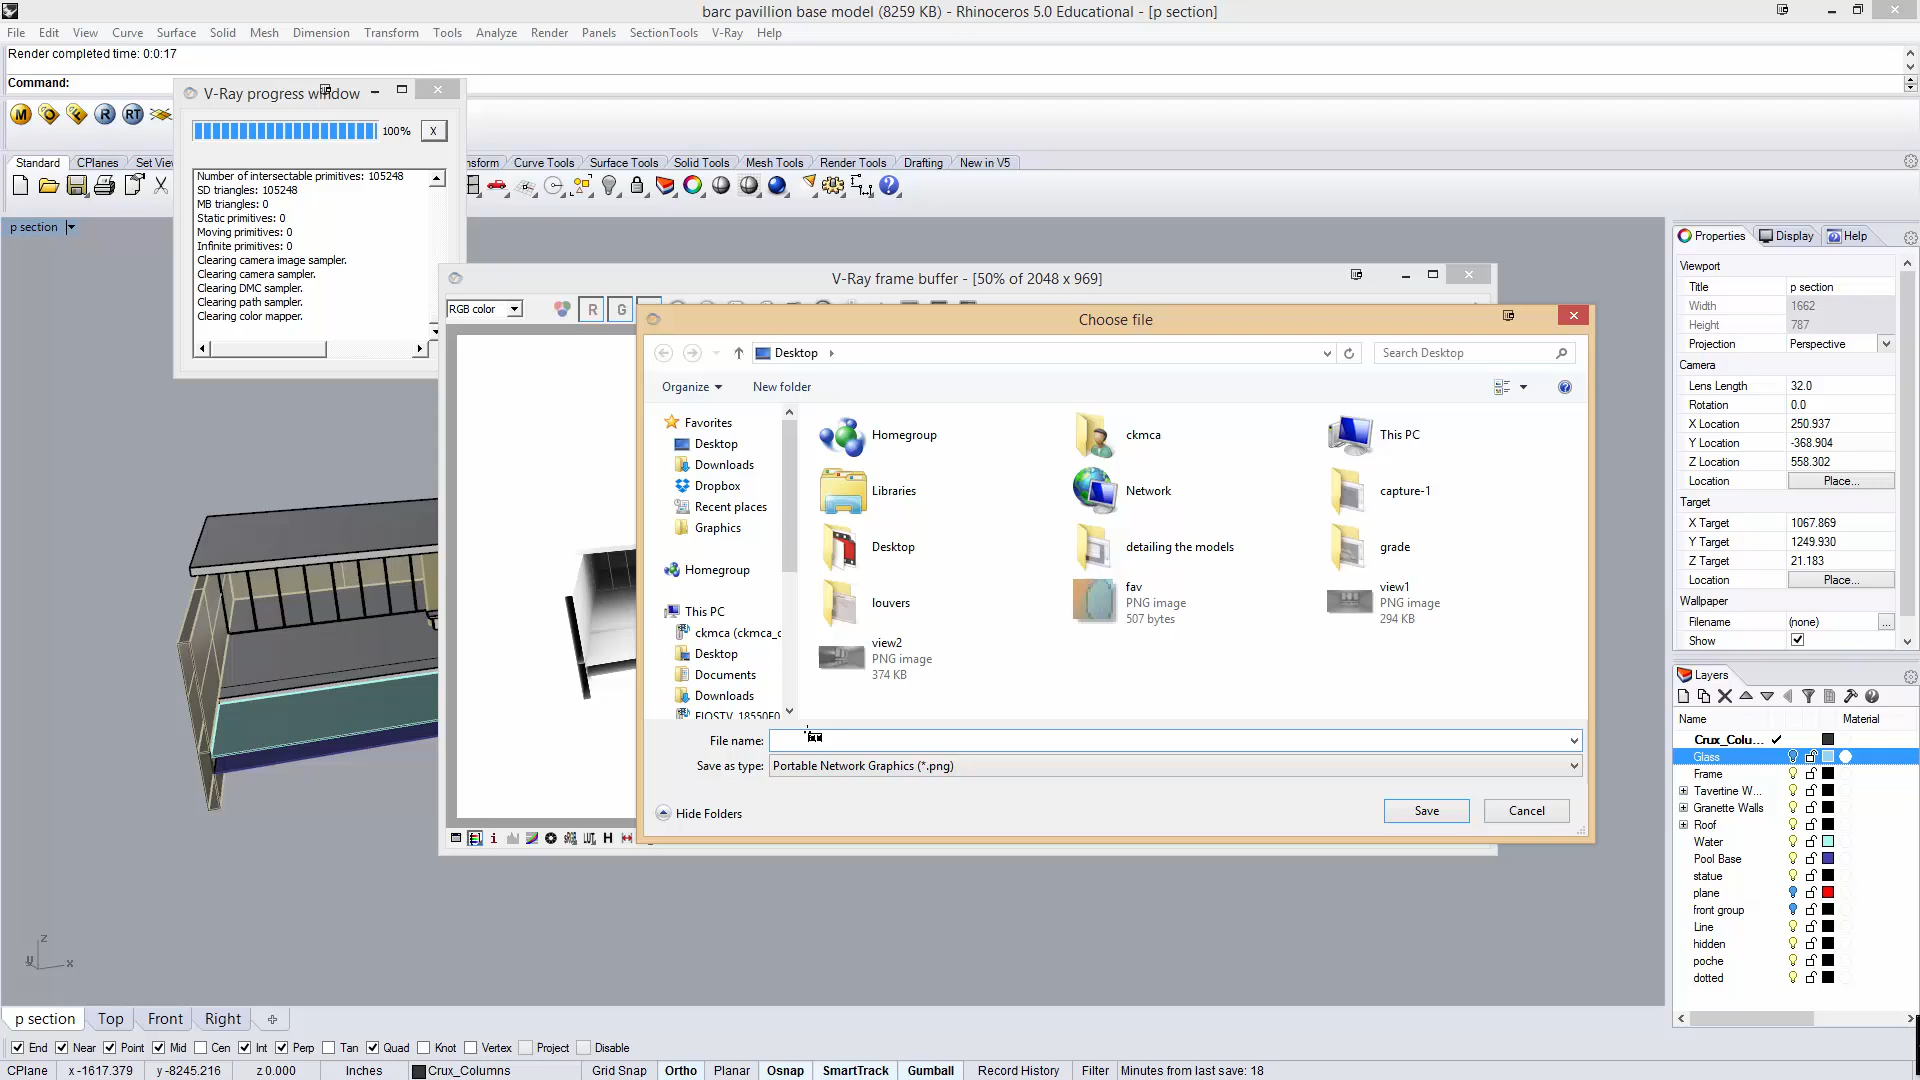 barc pavillion base model (8259 KB) - Rhinoceros 5.0 Educational - [p section]
File Edit View Curve Surface Solid Mesh Dimension Transform Tools Analyze Render Panels SectionTools V-Ray Help
Render completed time: 0:0:17
Command:
V-Ray progress window
M R RT
100% X
Standard CPlanes Set Viev nsform Curve Tools Surface Tools Solid Tools Mesh Tools Render Tools Drafting New in V5
Number of intersectable primitives: 105248
SD triangles: 105248
MB triangles: 0
Static primitives: 0
Moving primitives: 0
Infinite primitives: 0
Clearing camera image sampler.
Clearing camera sampler.
Clearing DMC sampler.
Clearing path sampler.
Clearing color mapper.
p section
V-Ray frame buffer - [50% of 2048 x 969]
RGB color R G
Choose file
Desktop
Search Desktop
Organize New folder
Favorites
Desktop
Downloads
Dropbox
Recent places
Graphics
Homegroup
This PC
ckmca (ckmca_c
Desktop
Documents
Downloads
Homegroup
ckmca
This PC
Libraries
Network
capture-1
Desktop
detailing the models
grade
louvers
fav
PNG image
507 bytes
view1
PNG image
294 KB
view2
PNG image
374 KB
File name:
Save as type: Portable Network Graphics (*.png)
Hide Folders
Save Cancel
Properties Display Help
Viewport
Title p section
Width 1662
Height 787
Projection Perspective
Camera
Lens Length 32.0
Rotation 0.0
X Location 250.937
Y Location -368.904
Z Location 558.302
Location Place...
Target
X Target 1067.869
Y Target 1249.930
Z Target 21.183
Location Place...
Wallpaper
Filename (none) ...
Show
Layers
Name Material
Crux_Colu...
Glass
Frame
Tavertine W...
Granette Walls
Roof
Water
Pool Base
statue
plane
front group
Line
hidden
poche
dotted
z
y x
p section Top Front Right
End Near Point Mid Cen Int Perp Tan Quad Knot Vertex Project Disable
CPlane x -1617.379 y -8245.216 z 0.000 Inches Crux_Columns Grid Snap Ortho Planar Osnap SmartTrack Gumball Record History Filter Minutes from last save: 18